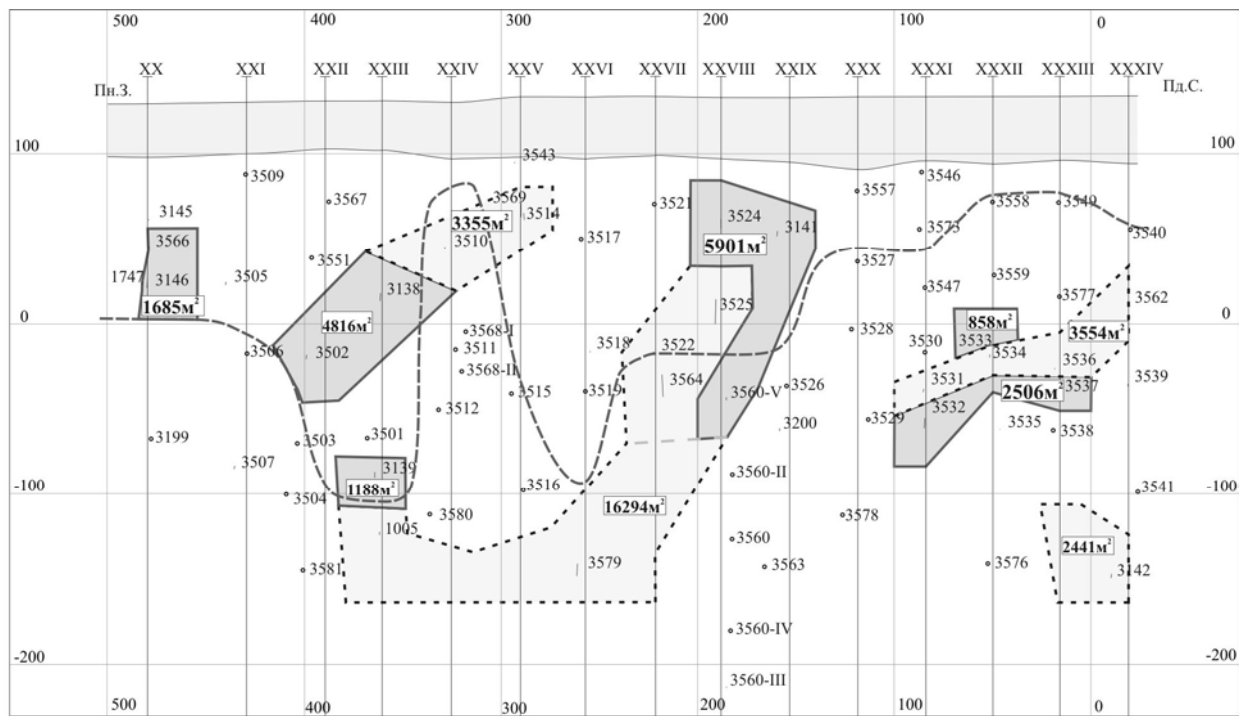 500 400 300 200 100 0
XX XXI XXII XXIII XXIV XXV XXVI XXVII XXVIII XXIX XXX XXXI XXXII XXXIII XXXIV
Пн.З. Пд.С.
100 100
3543
3509 3557 3546
3567 3569 3521 3558 3549
3145 3355м² 3514 3524
3566 3510 3517 5901м² 3141 3573 3540
3551 3527
1747 3146 3505 3138 3525 3547 3559 3577 3562
1685м² 858м² 3554м²
0 4816м² 3568-I 3528 0
3506 3502 3511 3518 3522 3530 3533 3534 3536
3568-II 3564 3531 3537 3539
3515 3519 3560-V 3526 3532 2506м²
3512 3200 3529 3535 3538
3199 3503 3501
3507 3139 3560-II
-100 3504 1188м² 3516 16294м² 3541 -100
3580 3578
1005 3560 2441м²
3581 3579 3563 3576 3142
3560-IV
-200 -200
3560-III
500 400 300 200 100 0